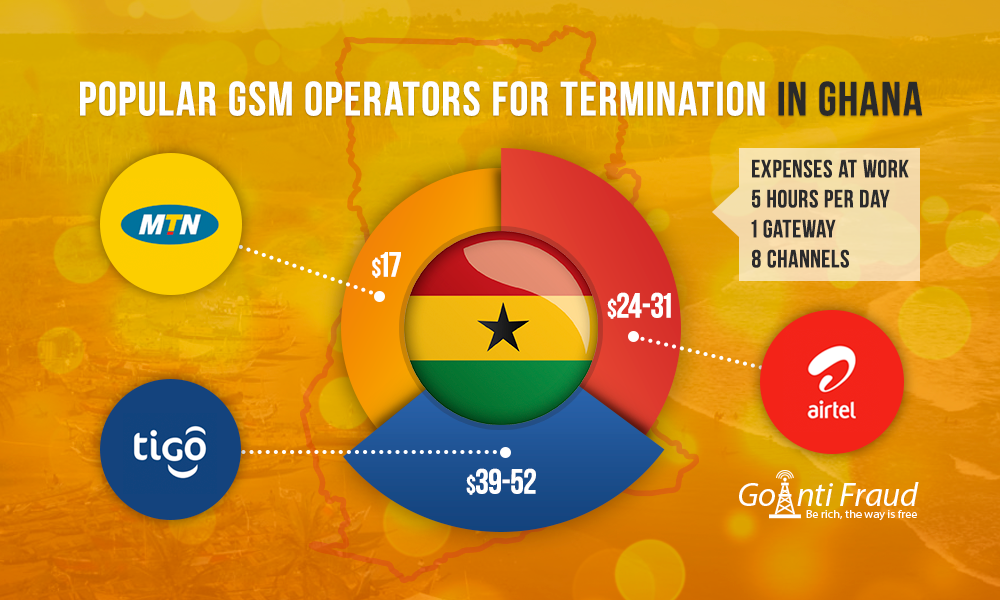 POPULAR GSM OPERATORS FOR TERMINATION IN GHANA
MTN
$17
EXPENSES AT WORK
5 HOURS PER DAY
1 GATEWAY
8 CHANNELS
$24-31
airtel
tigo
$39-52
GoAnti Fraud
Be rich, the way is free